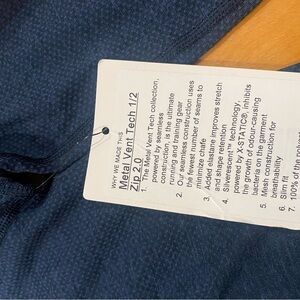 WHY WE MADE THIS
Metal Vent Tech 1/2
Zip 2.0
1. The Metal Vent Tech collection,
powered by seamless
construction, is the ultimate
running and training gear
2. Our seamless construction uses
the fewest number of seams to
minimize chafe
3. Added elastane improves stretch
and shape retention
4. Silverescent™ technology,
powered by X-STATIC®, inhibits
the growth of odour-causing
bacteria on the garment
5. Mesh construction for
breathability
6. Slim fit
7. 100% of the